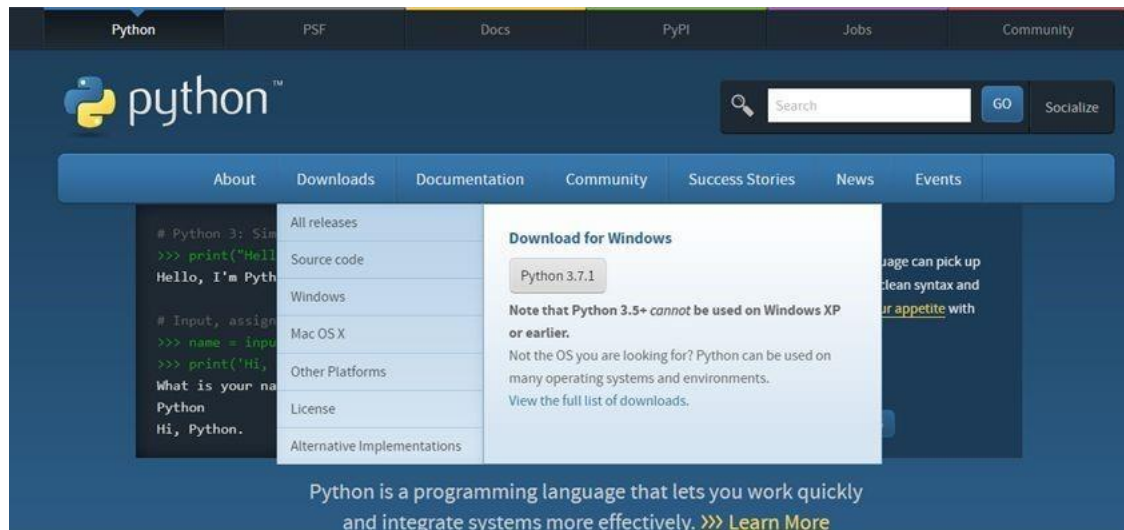 Python PSF Docs PyPI Jobs Community
python™
Search GO Socialize
About Downloads Documentation Community Success Stories News Events
# Python 3: Sim
>>> print("Hell
Hello, I'm Pyth
# Input, assign
>>> name = inpu
>>> print('Hi,
What is your na
Python
Hi, Python.
All releases
Source code
Windows
Mac OS X
Other Platforms
License
Alternative Implementations
Download for Windows
Python 3.7.1
Note that Python 3.5+ cannot be used on Windows XP
or earlier.
Not the OS you are looking for? Python can be used on
many operating systems and environments.
View the full list of downloads.
uage can pick up
clean syntax and
ur appetite with
Python is a programming language that lets you work quickly
and integrate systems more effectively. >>> Learn More